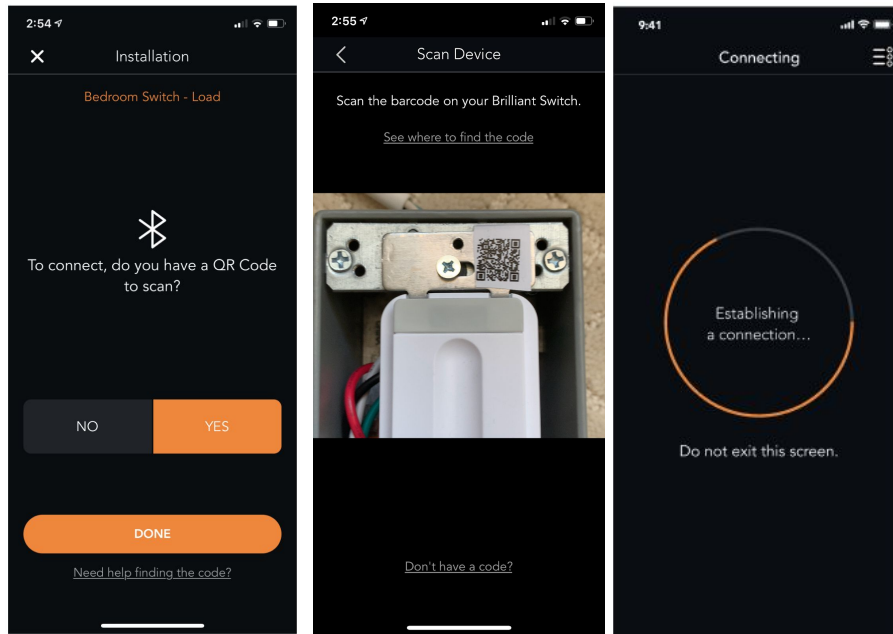 2:54
Installation
Bedroom Switch - Load
To connect, do you have a QR Code
to scan?
NO
YES
DONE
Need help finding the code?
2:55
Scan Device
Scan the barcode on your Brilliant Switch.
See where to find the code
Don't have a code?
9:41
Connecting
Establishing
a connection...
Do not exit this screen.